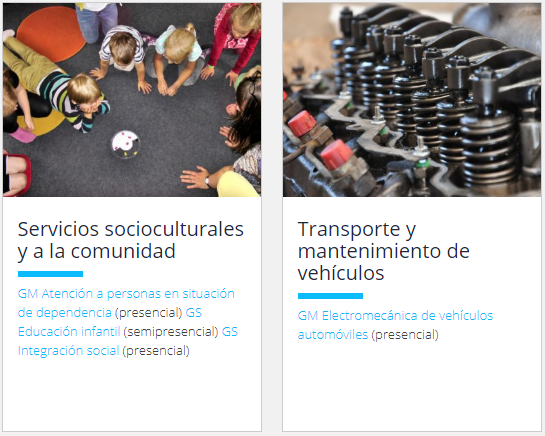 Servicios socioculturales
y a la comunidad
GM Atención a personas en situación
de dependencia (presencial) GS
Educación infantil (semipresencial) GS
Integración social (presencial)
Transporte y
mantenimiento de
vehículos
GM Electromecánica de vehículos
automóviles (presencial)